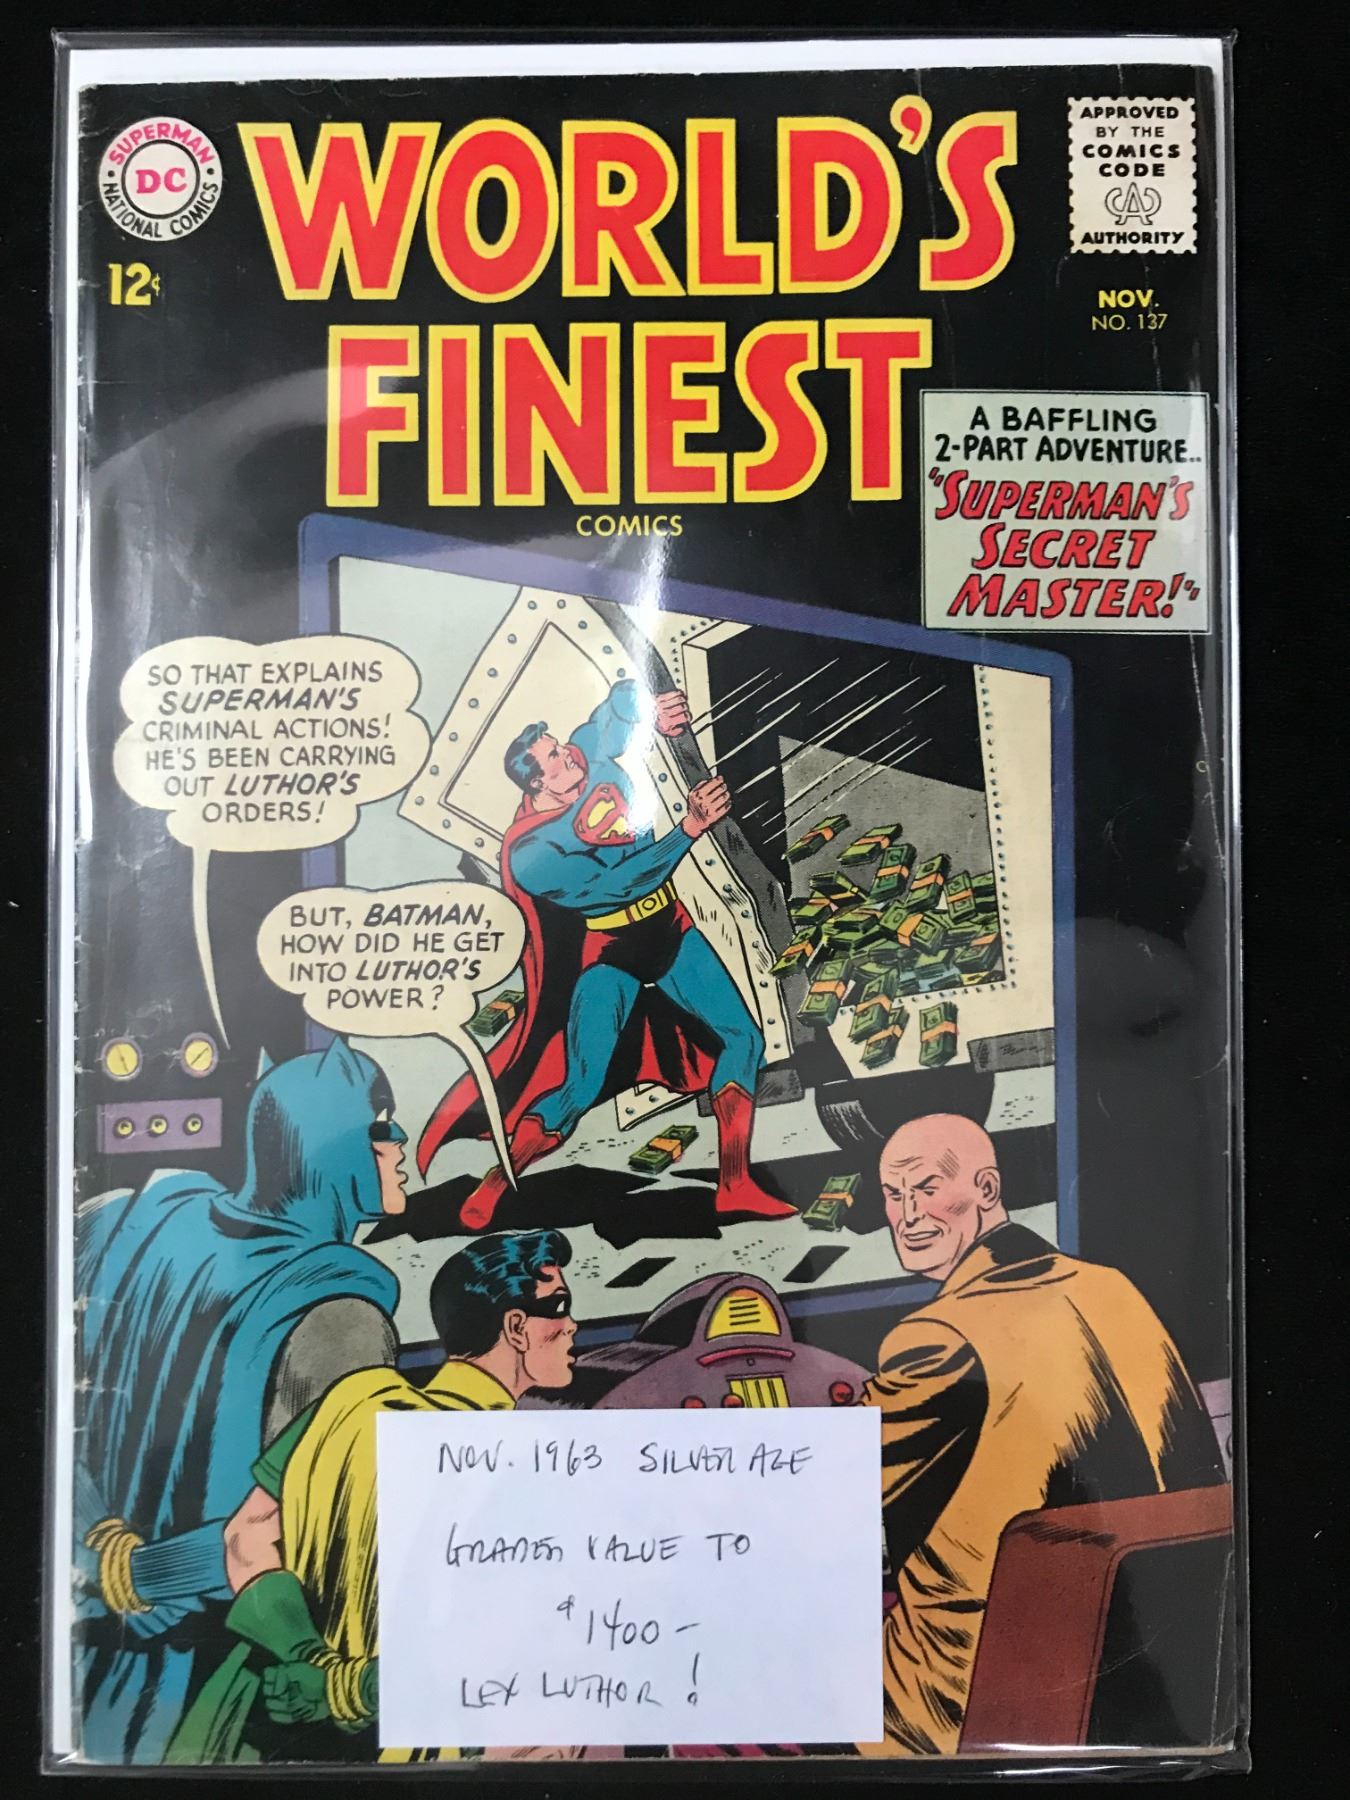 SUPERMAN
DC
NATIONAL COMICS
12¢
WORLD'S
FINEST
COMICS
APPROVED
BY THE
COMICS
CODE
CA
AUTHORITY
NOV.
NO. 137
A BAFFLING
2-PART ADVENTURE..
"SUPERMAN'S
SECRET
MASTER!"
SO THAT EXPLAINS
SUPERMAN'S
CRIMINAL ACTIONS!
HE'S BEEN CARRYING
OUT LUTHOR'S
ORDERS!
BUT, BATMAN,
HOW DID HE GET
INTO LUTHOR'S
POWER?
S
NOV. 1963 SILVER AGE
GRADED VALUE TO
$1400-
LEX LUTHOR!